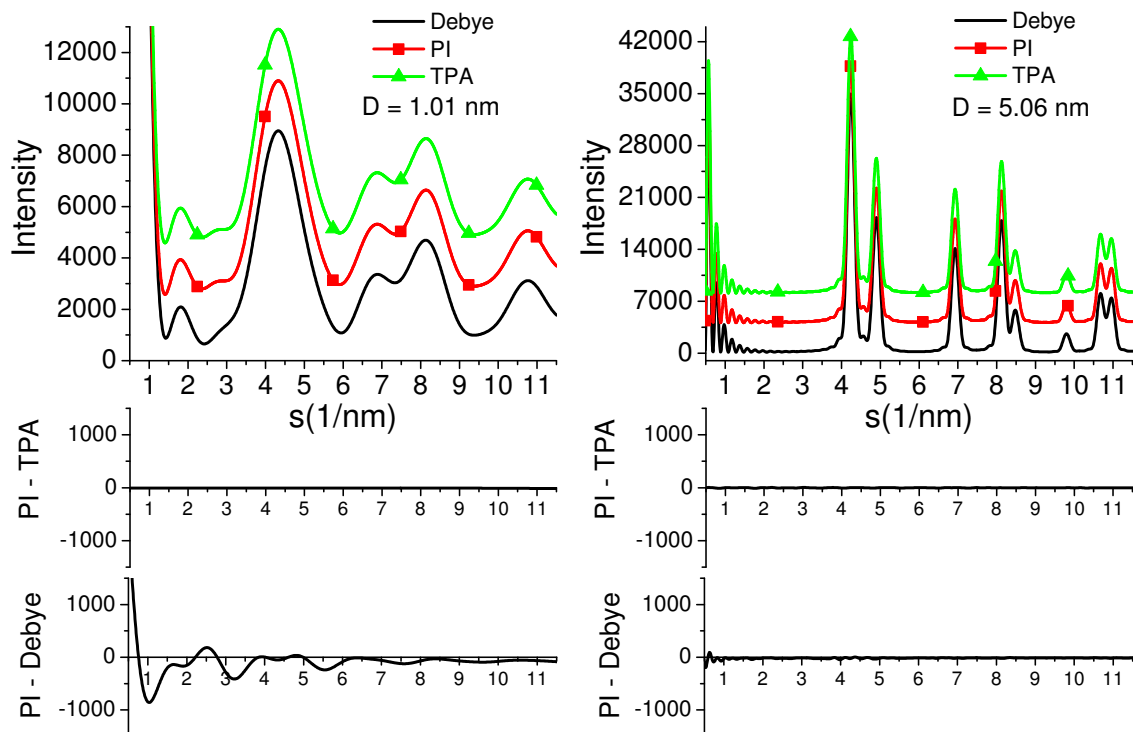 Debye
PI
TPA
D = 1.01 nm
Intensity
12000
10000
8000
6000
4000
2000
0
1 2 3 4 5 6 7 8 9 10 11
s(1/nm)
Debye
PI
TPA
D = 5.06 nm
Intensity
42000
35000
28000
21000
14000
7000
0
1 2 3 4 5 6 7 8 9 10 11
s(1/nm)
PI - TPA
1000
0
-1000
1 2 3 4 5 6 7 8 9 10 11
PI - TPA
1000
0
-1000
1 2 3 4 5 6 7 8 9 10 11
PI - Debye
1000
0
-1000
1 2 3 4 5 6 7 8 9 10 11
PI - Debye
1000
0
-1000
1 2 3 4 5 6 7 8 9 10 11